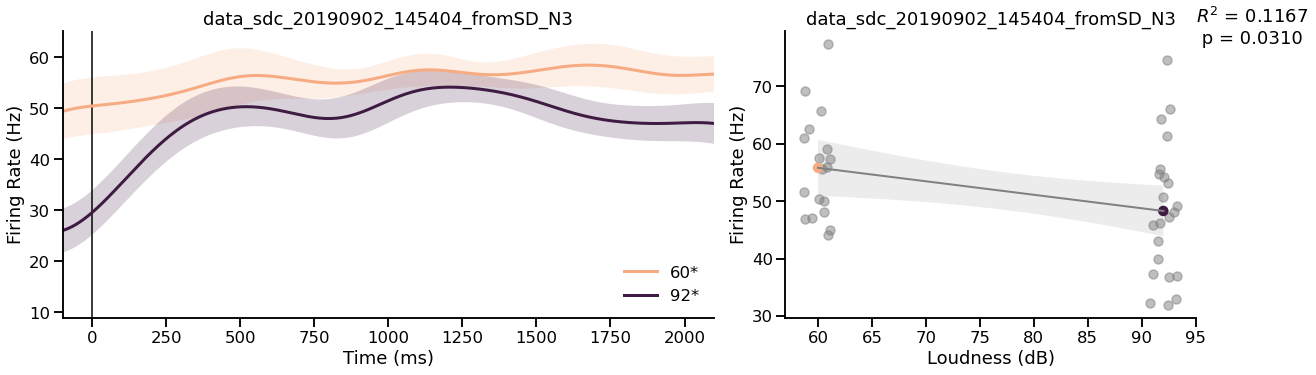 data_sdc_20190902_145404_fromSD_N3
Firing Rate (Hz)
60
50
40
30
20
10
0 250 500 750 1000 1250 1500 1750 2000
Time (ms)
60*
92*
data_sdc_20190902_145404_fromSD_N3
R² = 0.1167
p = 0.0310
Firing Rate (Hz)
70
60
50
40
30
60 65 70 75 80 85 90 95
Loudness (dB)